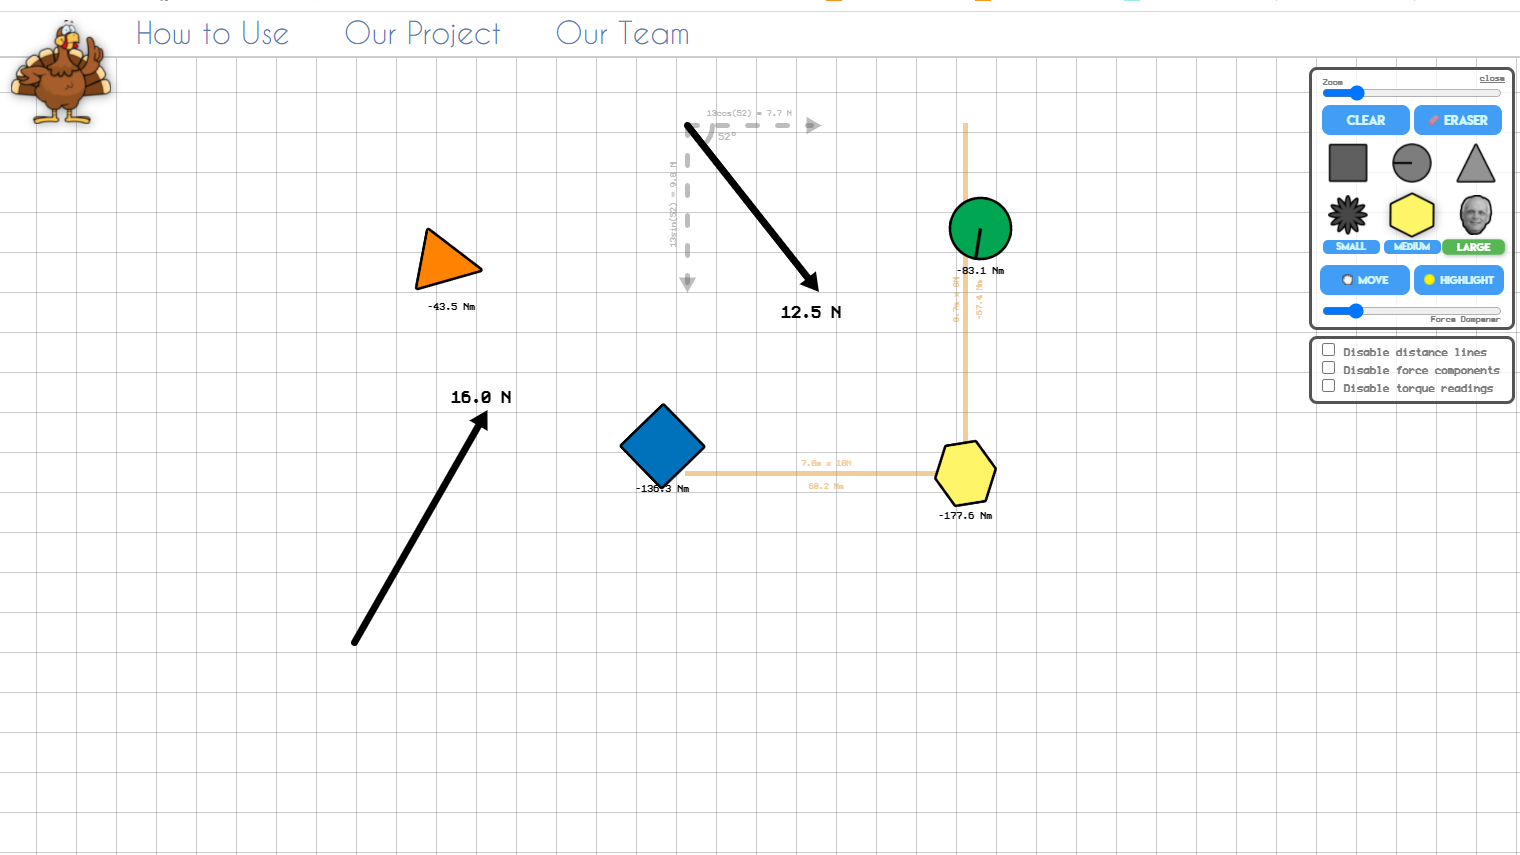 How to Use Our Project Our Team
close
Zoom
CLEAR ERASER
SMALL MEDIUM LARGE
MOVE HIGHLIGHT
Force Dampener
Disable distance lines
Disable force components
Disable torque readings
13cos(52) = 7.7 N
52°
13sin(52) = 9.8 N
12.5 N
-83.1 Nm
-57.4 Nm
-43.5 Nm
16.0 N
7.0m x 10N
68.2 Nm
-136.3 Nm
-177.6 Nm